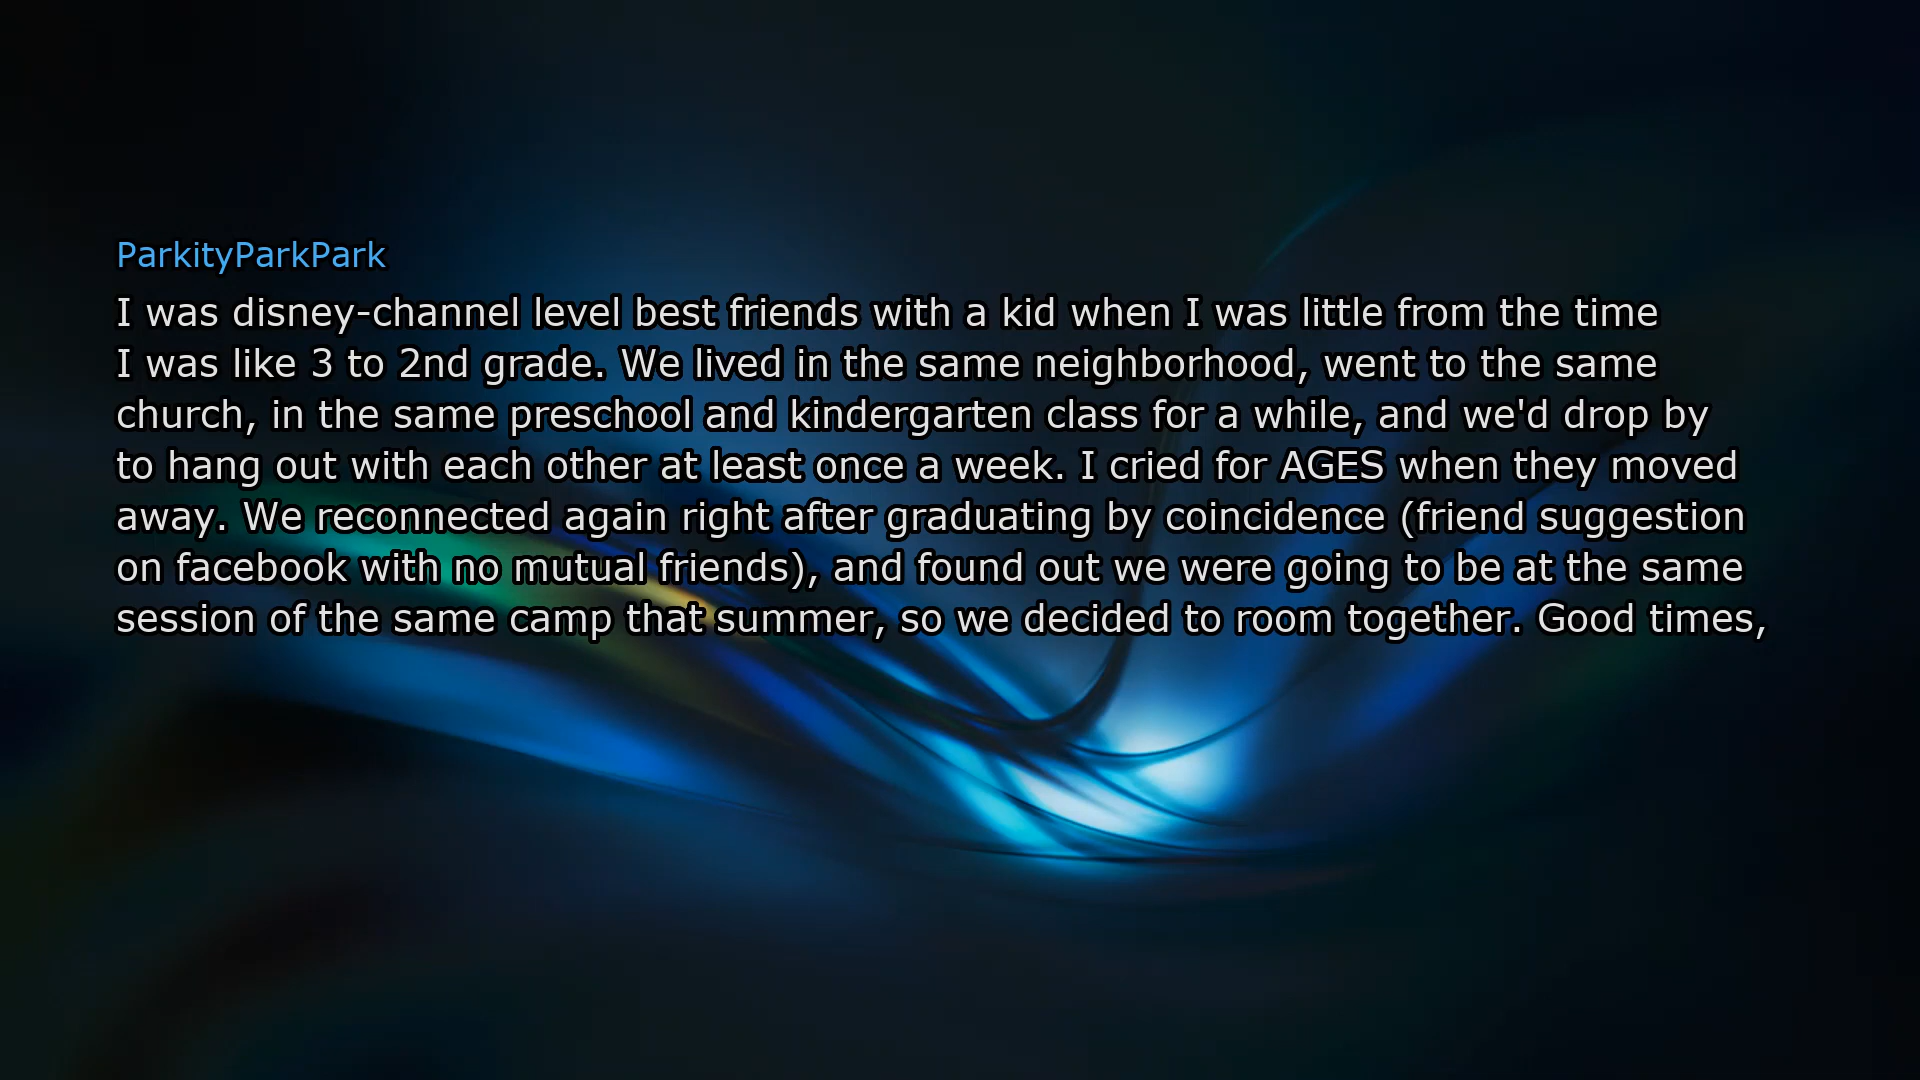 ParkityParkPark
I was disney-channel level best friends with a kid when I was little from the time
I was like 3 to 2nd grade. We lived in the same neighborhood, went to the same
church, in the same preschool and kindergarten class for a while, and we'd drop by
to hang out with each other at least once a week. I cried for AGES when they moved
away. We reconnected again right after graduating by coincidence (friend suggestion
on facebook with no mutual friends), and found out we were going to be at the same
session of the same camp that summer, so we decided to room together. Good times,